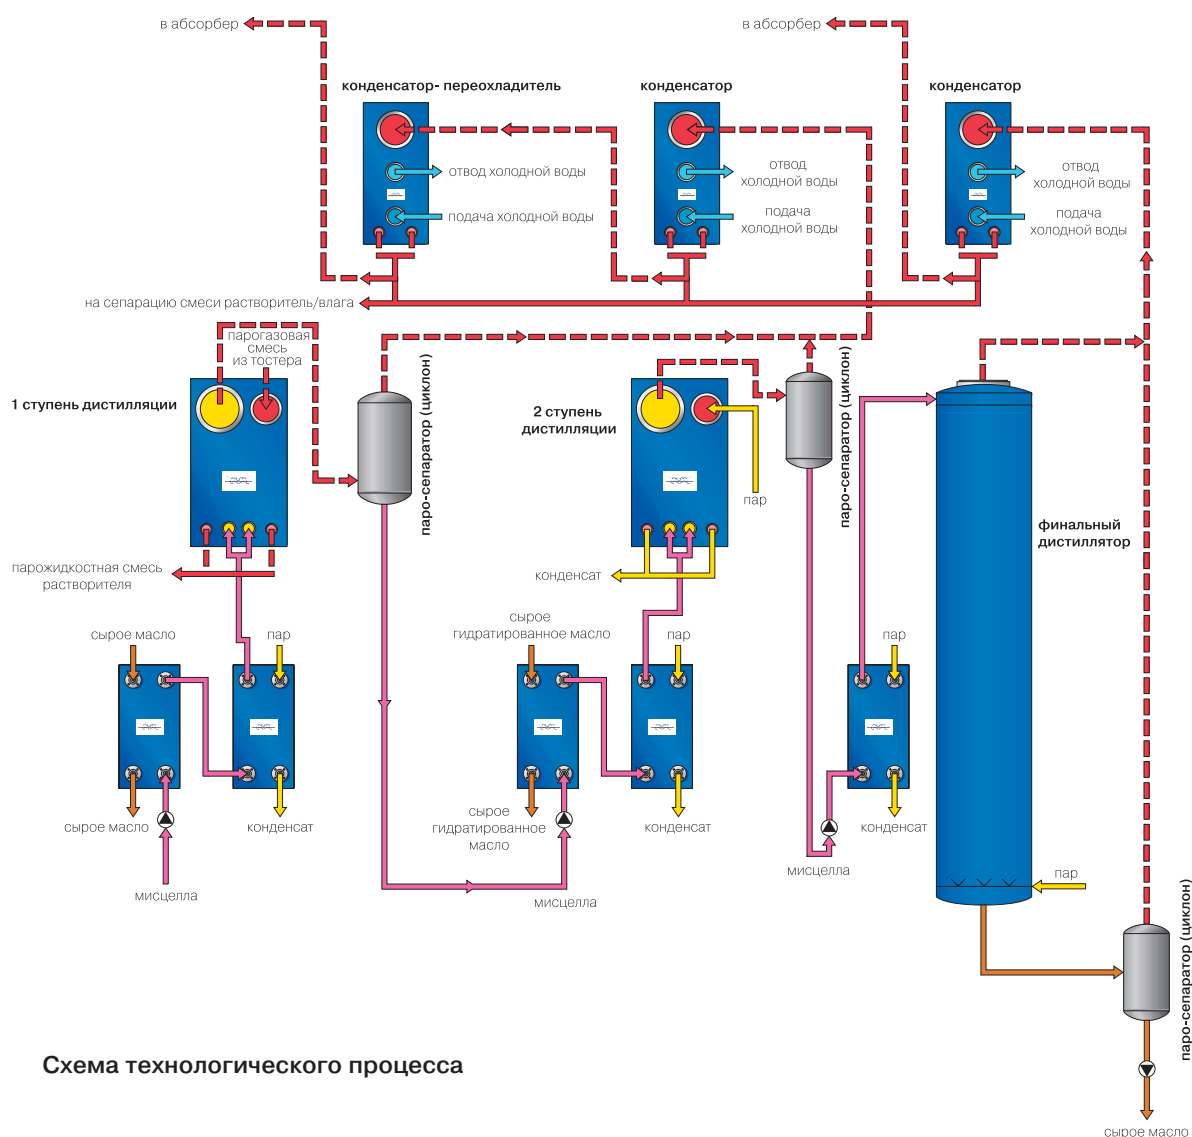 в абсорбер
в абсорбер
конденсатор- переохладитель
конденсатор
конденсатор
отвод холодной воды
подача холодной воды
отвод
холодной воды
подача
холодной воды
отвод
холодной воды
подача
холодной воды
на сепарацию смеси растворитель/влага
парогазовая
смесь
из тостера
1 ступень дистилляции
паро-сепаратор (циклон)
2 ступень
дистилляции
пар
паро-сепаратор (циклон)
финальный
дистиллятор
парожидкостная смесь
растворителя
конденсат
сырое масло
пар
сырое
гидратированное масло
пар
пар
сырое масло
конденсат
мисцелла
сырое
гидратированное
масло
конденсат
мисцелла
конденсат
мисцелла
пар
паро-сепаратор (циклон)
Схема технологического процесса
сырое масло